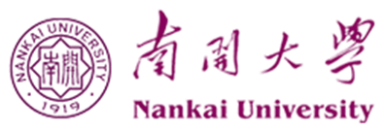 NANKAI UNIVERSITY
南開
·1919·
南開大學
Nankai University